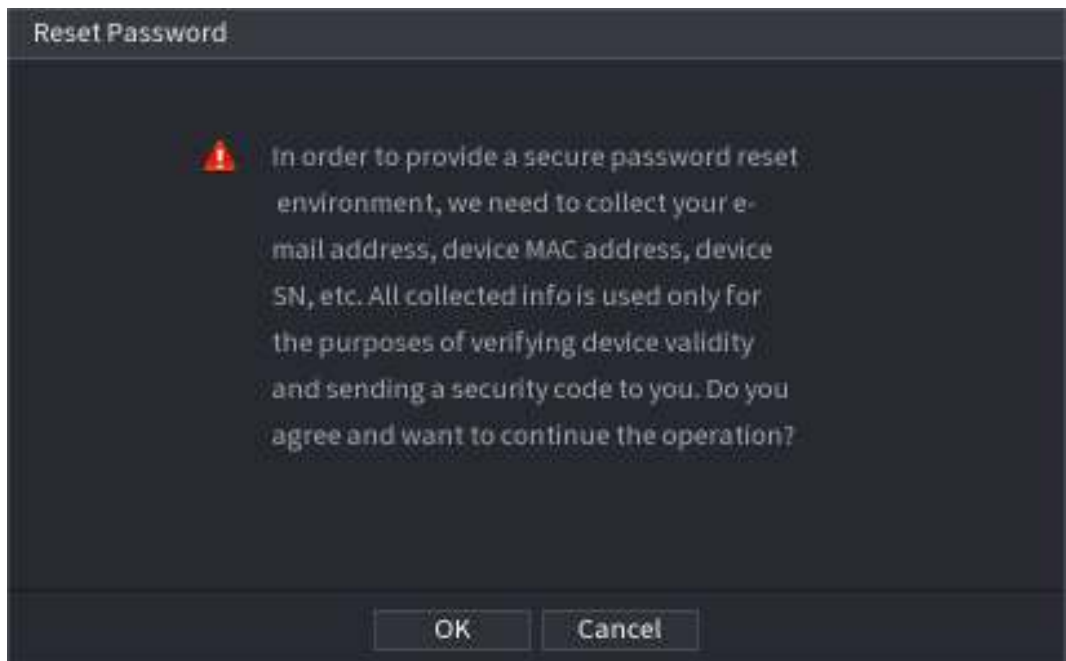 Reset Password
In order to provide a secure password reset
environment, we need to collect your e-
mail address, device MAC address, device
SN, etc. All collected info is used only for
the purposes of verifying device validity
and sending a security code to you. Do you
agree and want to continue the operation?
OK Cancel